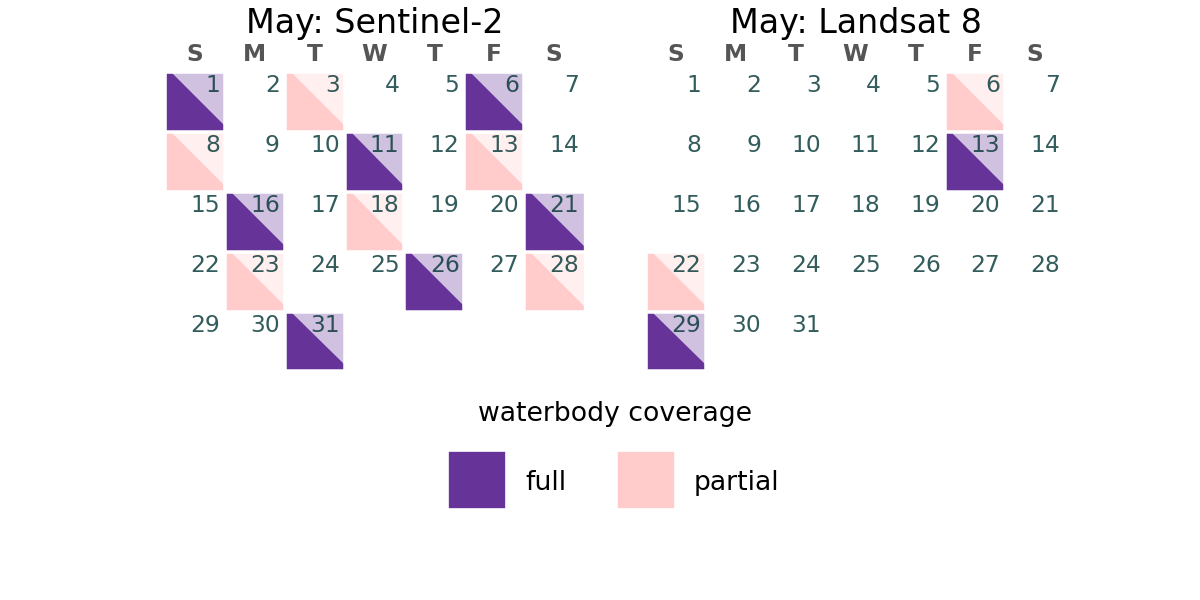 May: Sentinel-2
S M T W T F S
1 2 3 4 5 6 7
8 9 10 11 12 13 14
15 16 17 18 19 20 21
22 23 24 25 26 27 28
29 30 31
May: Landsat 8
S M T W T F S
1 2 3 4 5 6 7
8 9 10 11 12 13 14
15 16 17 18 19 20 21
22 23 24 25 26 27 28
29 30 31
waterbody coverage
full partial